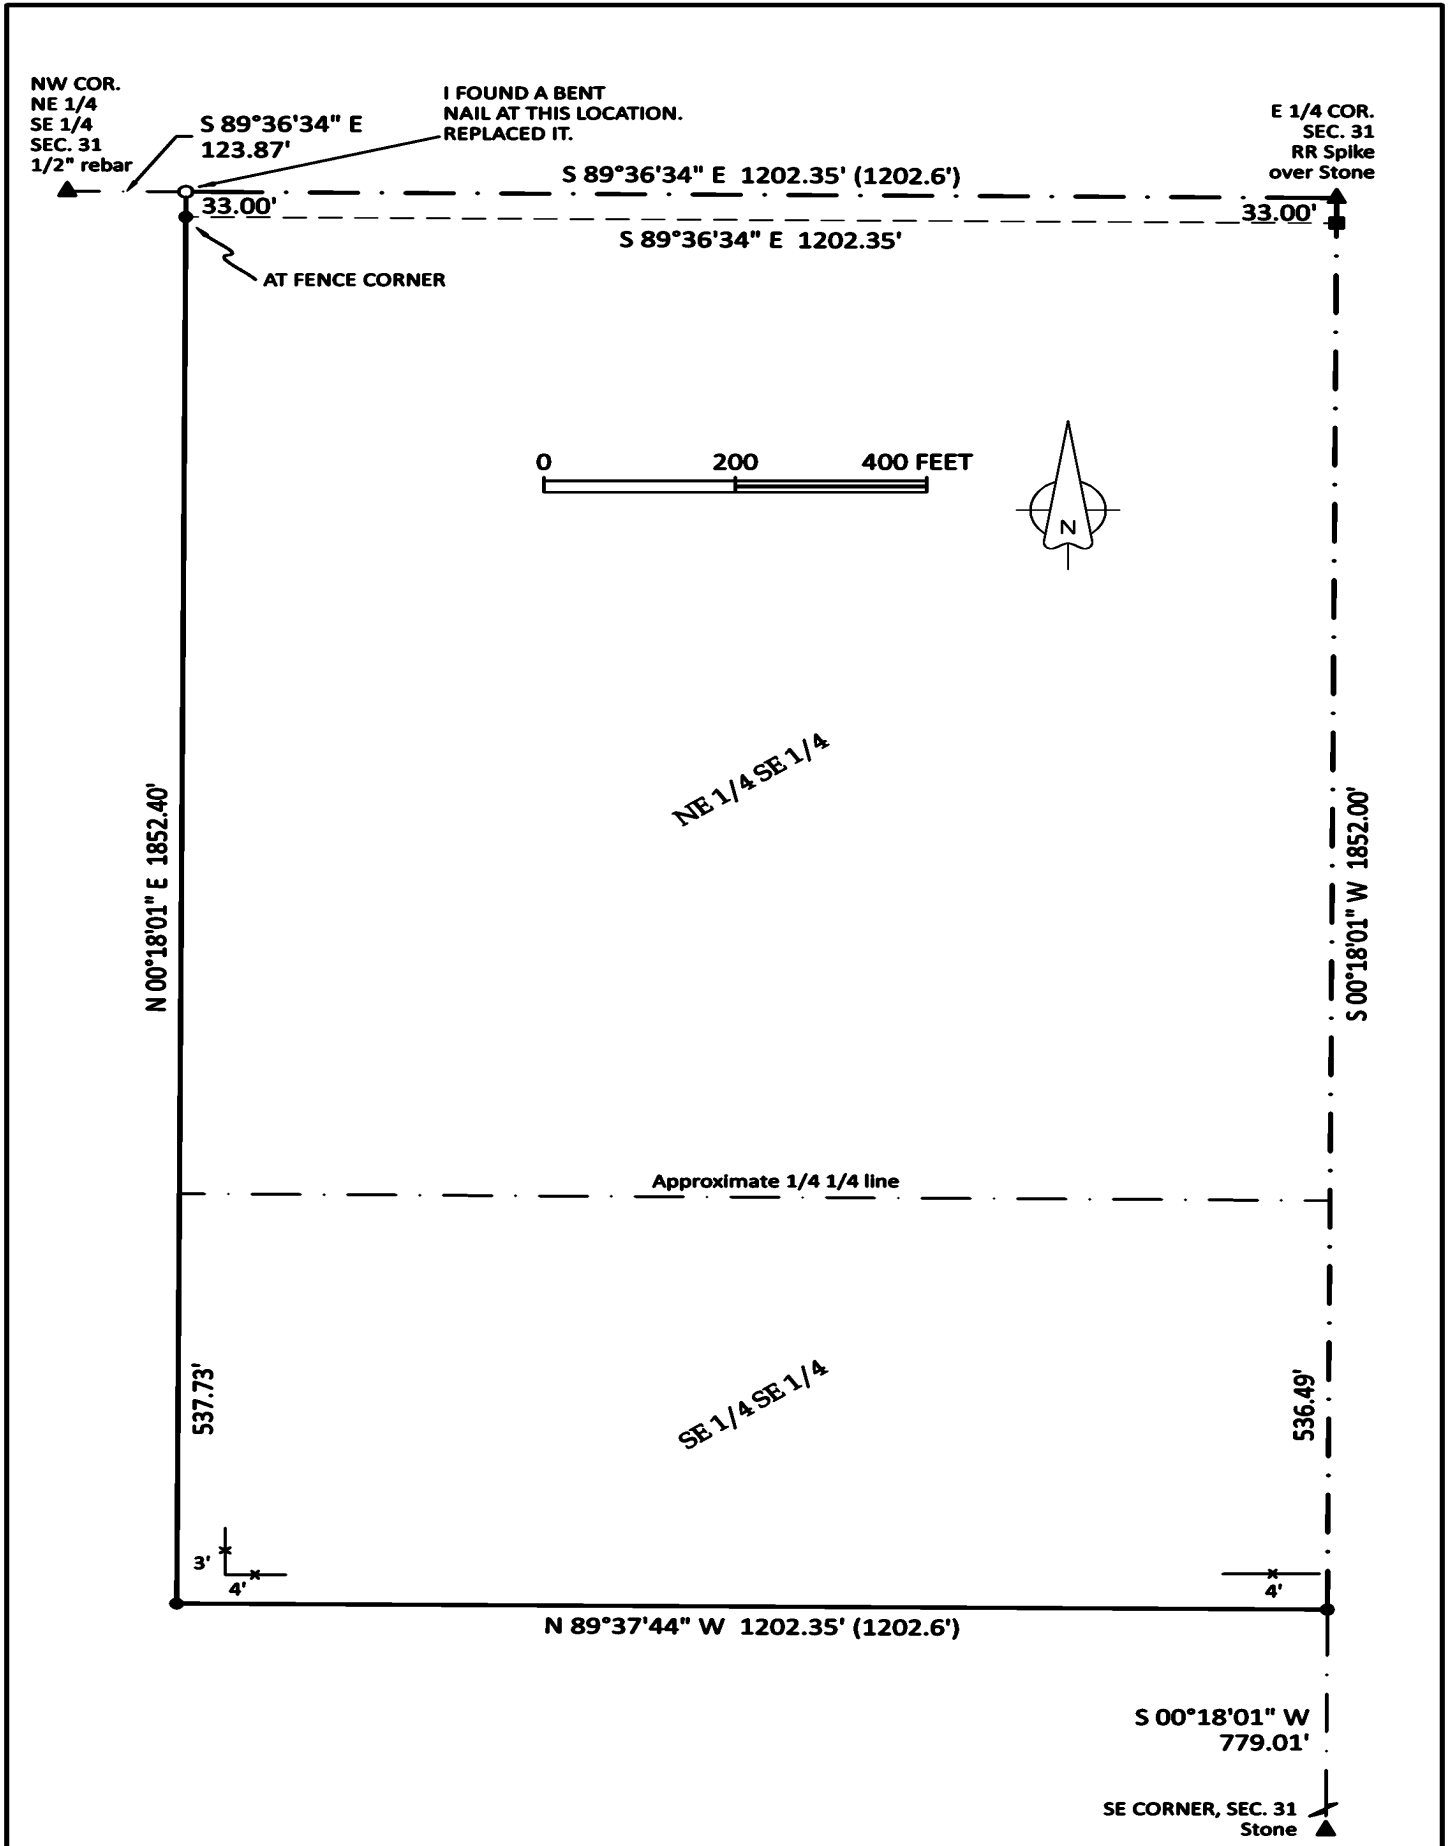 NW COR.
NE 1/4
SE 1/4
SEC. 31
1/2" rebar
S 89°36'34" E
123.87'
I FOUND A BENT
NAIL AT THIS LOCATION.
REPLACED IT.
E 1/4 COR.
SEC. 31
RR Spike
over Stone
S 89°36'34" E 1202.35' (1202.6')
33.00'
33.00'
S 89°36'34" E 1202.35'
AT FENCE CORNER
0 200 400 FEET
N
NE 1/4 SE 1/4
N 00°18'01" E 1852.40'
S 00°18'01" W 1852.00'
Approximate 1/4 1/4 line
537.73'
SE 1/4 SE 1/4
536.49'
3'
4'
4'
N 89°37'44" W 1202.35' (1202.6')
S 00°18'01" W
779.01'
SE CORNER, SEC. 31
Stone